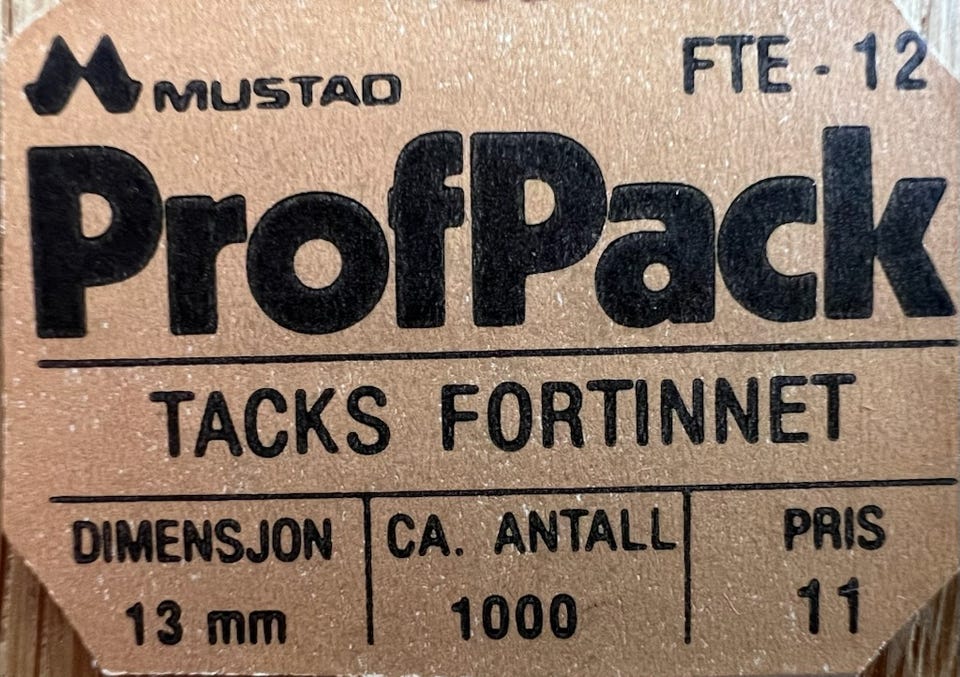 MUSTAD FTE - 12
ProfPack
TACKS FORTINNET
DIMENSJON CA. ANTALL PRIS
13 mm 1000 11